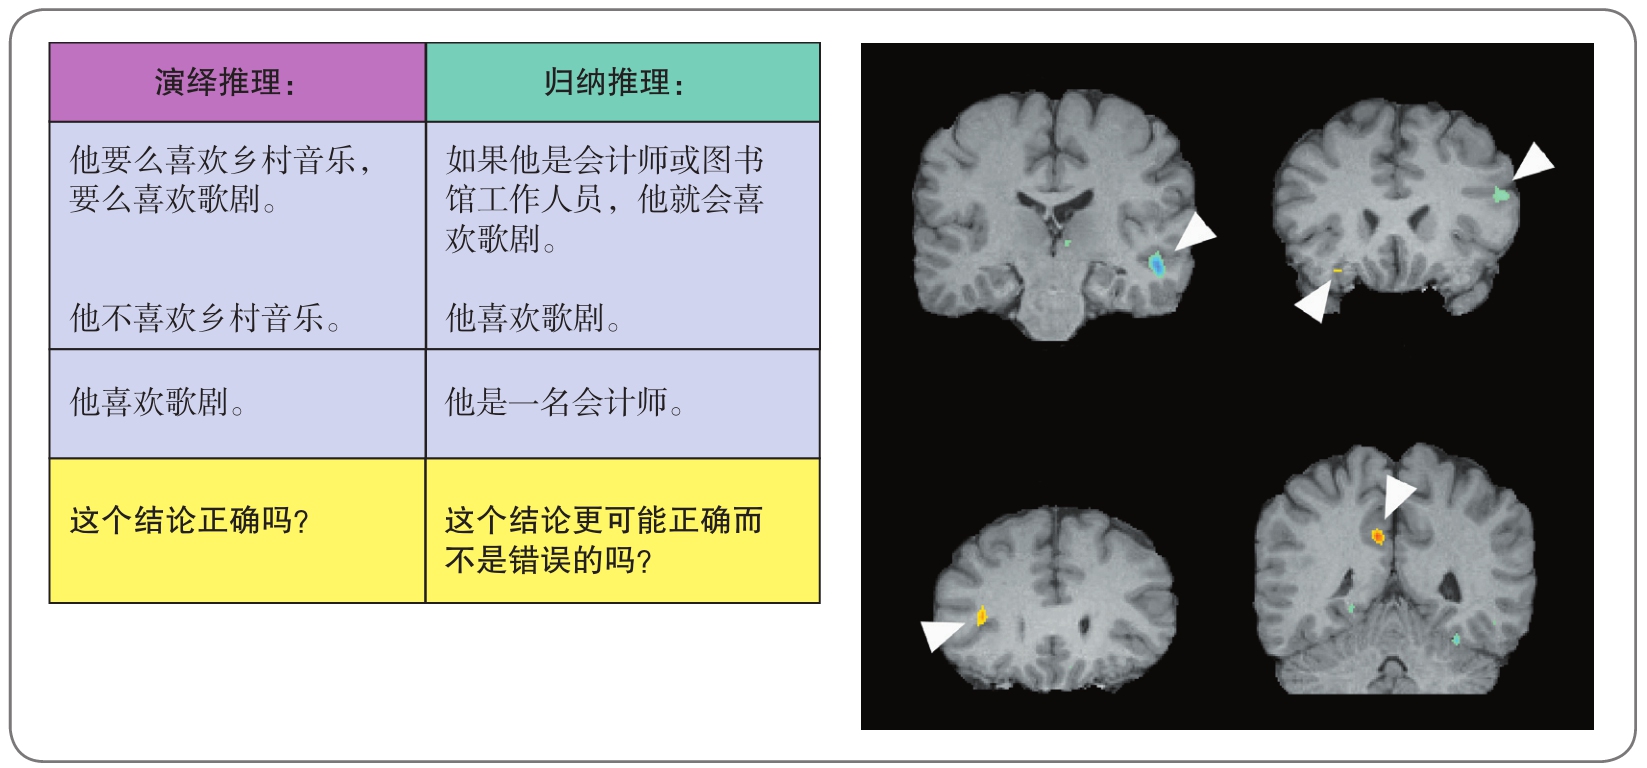 演绎推理：
归纳推理：
他要么喜欢乡村音乐，
要么喜欢歌剧。
他不喜欢乡村音乐。
如果他是会计师或图书
馆工作人员，他就会喜
欢歌剧。
他喜欢歌剧。
他喜欢歌剧。
他是一名会计师。
这个结论正确吗？
这个结论更可能正确而
不是错误的吗？